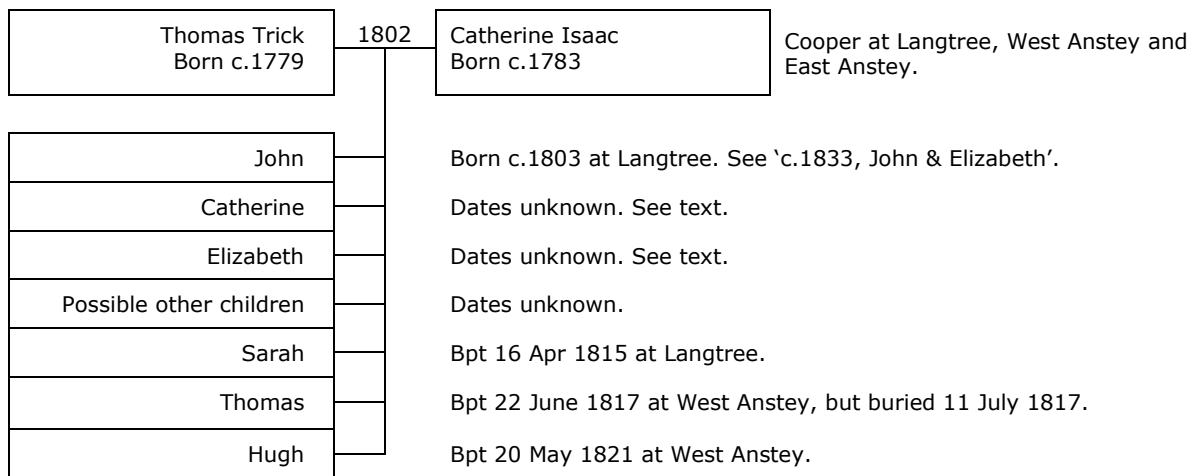 Thomas Trick
Born c.1779
1802
Catherine Isaac
Born c.1783
Cooper at Langtree, West Anstey and
East Anstey.
John
Born c.1803 at Langtree. See ‘c.1833, John & Elizabeth’.
Catherine
Dates unknown. See text.
Elizabeth
Dates unknown. See text.
Possible other children
Dates unknown.
Sarah
Bpt 16 Apr 1815 at Langtree.
Thomas
Bpt 22 June 1817 at West Anstey, but buried 11 July 1817.
Hugh
Bpt 20 May 1821 at West Anstey.